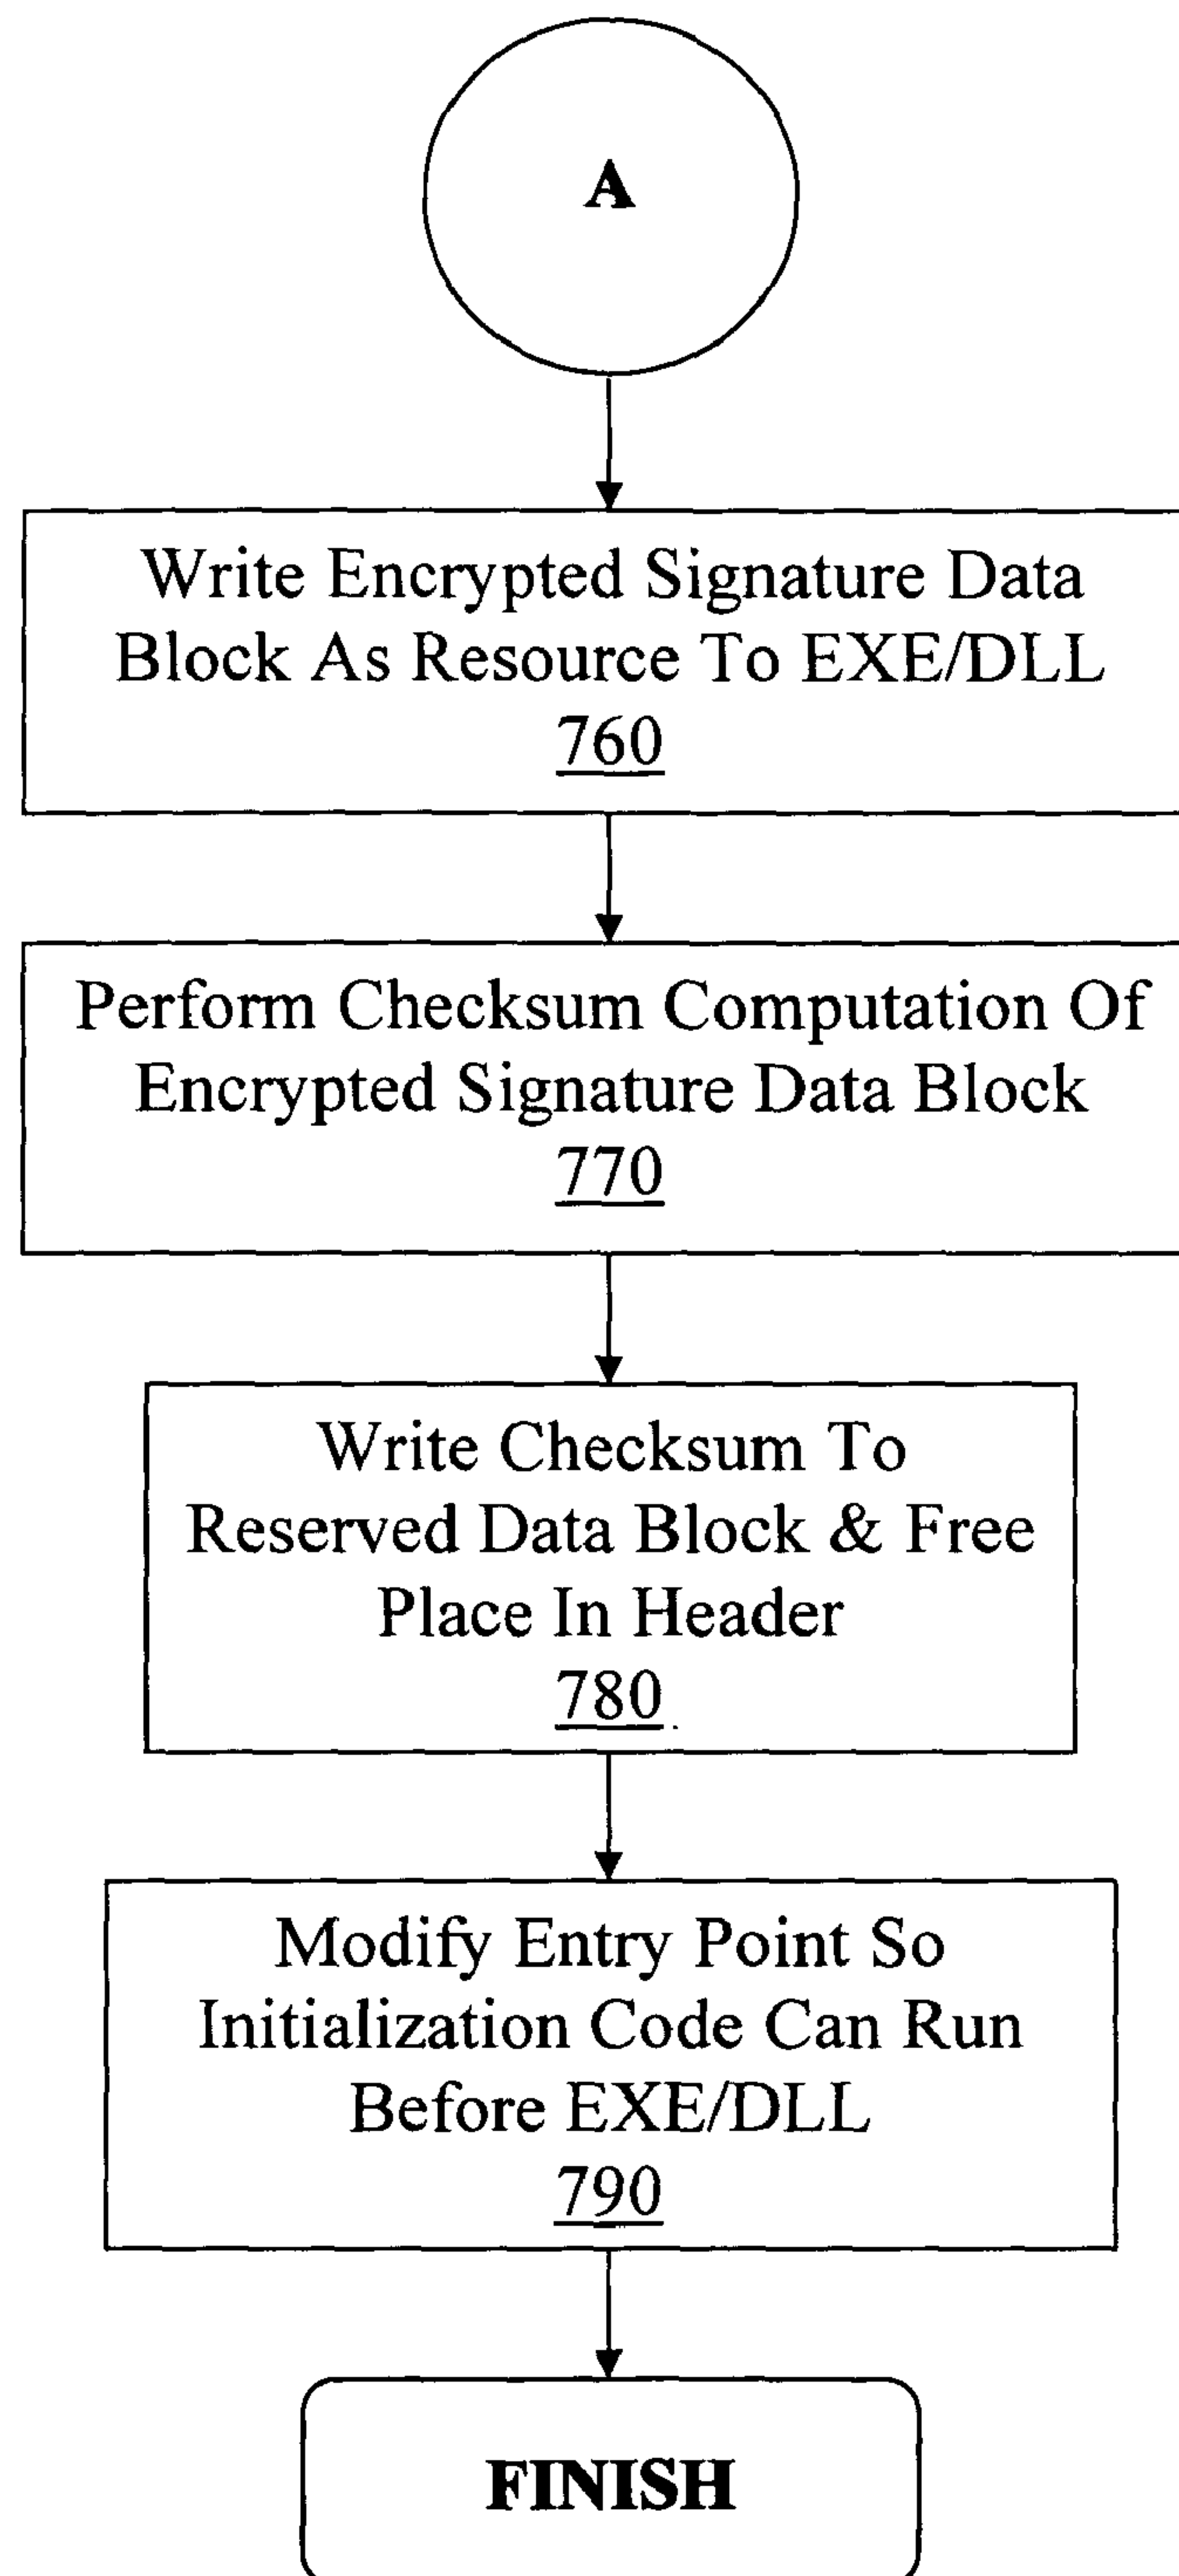 A
Write Encrypted Signature Data
Block As Resource To EXE/DLL
760
Perform Checksum Computation Of
Encrypted Signature Data Block
770
Write Checksum To
Reserved Data Block & Free
Place In Header
780
Modify Entry Point So
Initialization Code Can Run
Before EXE/DLL
790
FINISH